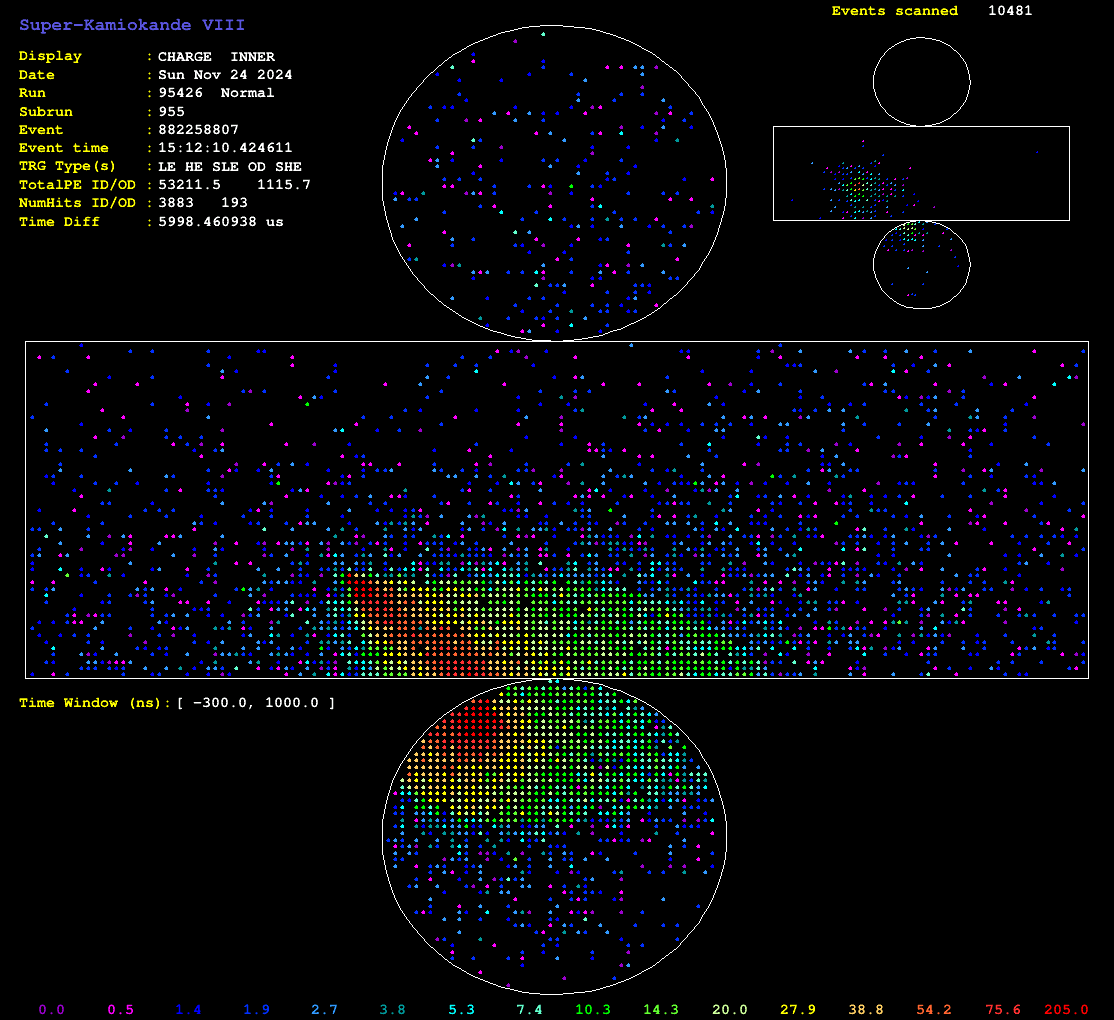 Super-Kamiokande VIII
Events scanned 10481
Display : CHARGE INNER
Date : Sun Nov 24 2024
Run : 95426 Normal
Subrun : 955
Event : 882258807
Event time : 15:12:10.424611
TRG Type(s) : LE HE SLE OD SHE
TotalPE ID/OD : 53211.5 1115.7
NumHits ID/OD : 3883 193
Time Diff : 5998.460938 us
Time Window (ns): [ -300.0, 1000.0 ]
0.0 0.5 1.4 1.9 2.7 3.8 5.3 7.4 10.3 14.3 20.0 27.9 38.8 54.2 75.6 205.0